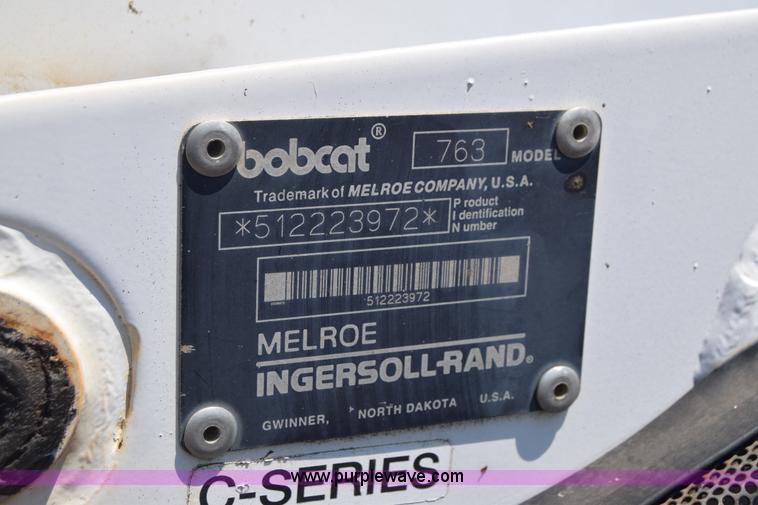 bobcat ® 763 MODEL
Trademark of MELROE COMPANY, U.S.A.
*512223972* Product Identification Number
512223972
MELROE
INGERSOLL-RAND®
GWINNER, NORTH DAKOTA U.S.A.
C-SERIES
www.purplewave.com